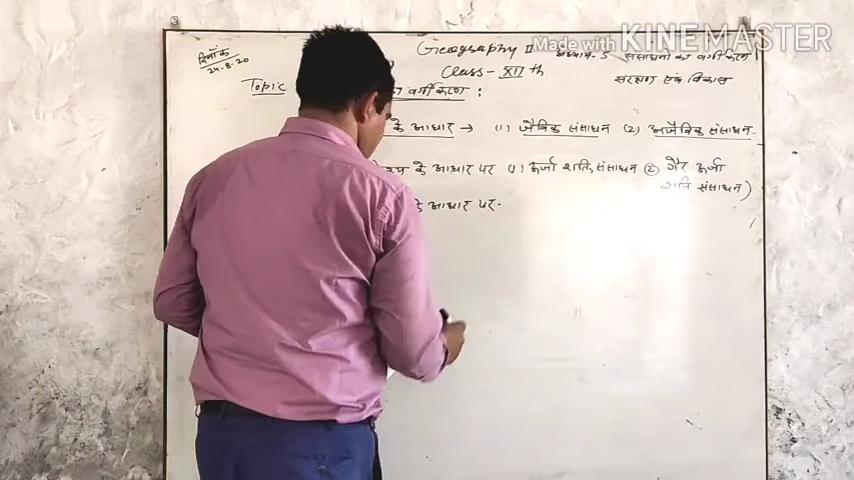 Made with KINEMASTER
दिनाँक
24-8-20
Geography II अध्याय-5 संसाधनों का वर्गीकरण
Class-XII th संरक्षण एवं विकास
Topic का वर्गीकरण :
के आधार → (1) जैविक संसाधन (2) अजैविक संसाधन-
के आधार पर (1) ऊर्जा शक्ति संसाधन (2) गैर ऊर्जा
शक्ति संसाधन)
के आधार पर-